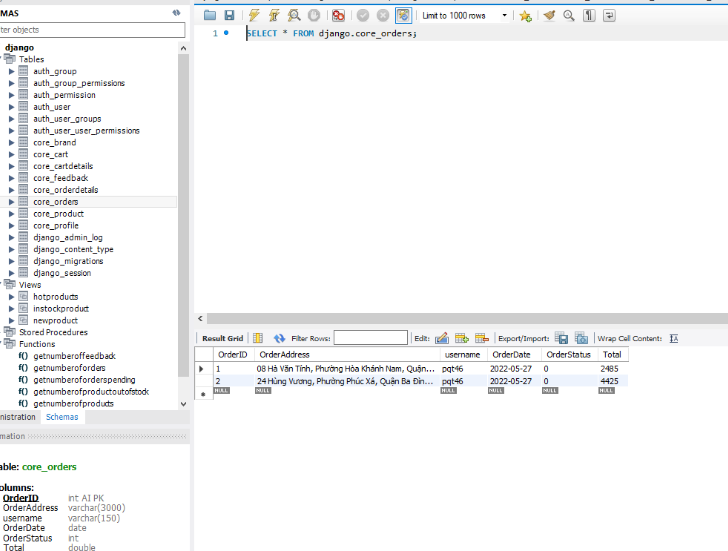 MAS
ter objects
django
Tables
auth_group
auth_group_permissions
auth_permission
auth_user
auth_user_groups
auth_user_user_permissions
core_brand
core_cart
core_cartdetails
core_feedback
core_orderdetails
core_orders
core_product
core_profile
django_admin_log
django_content_type
django_migrations
django_session
Views
hotproducts
instockproduct
newproduct
Stored Procedures
Functions
f() getnumberoffeedback
f() getnumberoforders
f() getnumberoforderspending
f() getnumberofproductoutofstock
f() getnumberofproducts
nistration Schemas
mation
able: core_orders
olumns:
OrderID int AI PK
OrderAddress varchar(3000)
username varchar(150)
OrderDate date
OrderStatus int
Total double
Limit to 1000 rows
1 SELECT * FROM django.core_orders;
Result Grid Filter Rows: Edit: Export/Import: Wrap Cell Content: IA
OrderID OrderAddress username OrderDate OrderStatus Total
1 08 Hà Văn Tính, Phường Hòa Khánh Nam, Quận... pqt46 2022-05-27 0 2485
2 24 Hùng Vương, Phường Phúc Xá, Quận Ba Đìn... pqt46 2022-05-27 0 4425
NULL NULL NULL NULL NULL NULL